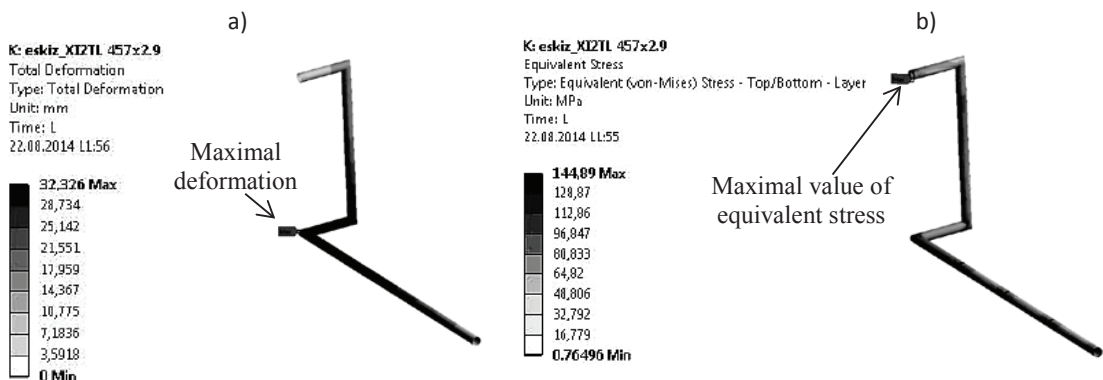 a)
K: eskiz_XI2TL 457x2.9
Total Deformation
Type: Total Deformation
Unit: mm
Time: L
22.08.2014 L1:56
Maximal
deformation
32,326 Max
28,734
25,142
21,551
17,959
14,367
10,775
7,1836
3,5918
0 Min
b)
K: eskiz_XI2TL 457x2.9
Equivalent Stress
Type: Equivalent (von-Mises) Stress - Top/Bottom - Layer
Unit: MPa
Time: L
22.08.2014 L1:55
144,89 Max
128,87
112,86
96,847
80,833
64,82
48,806
32,792
16,779
0.76496 Min
Maximal value of
equivalent stress